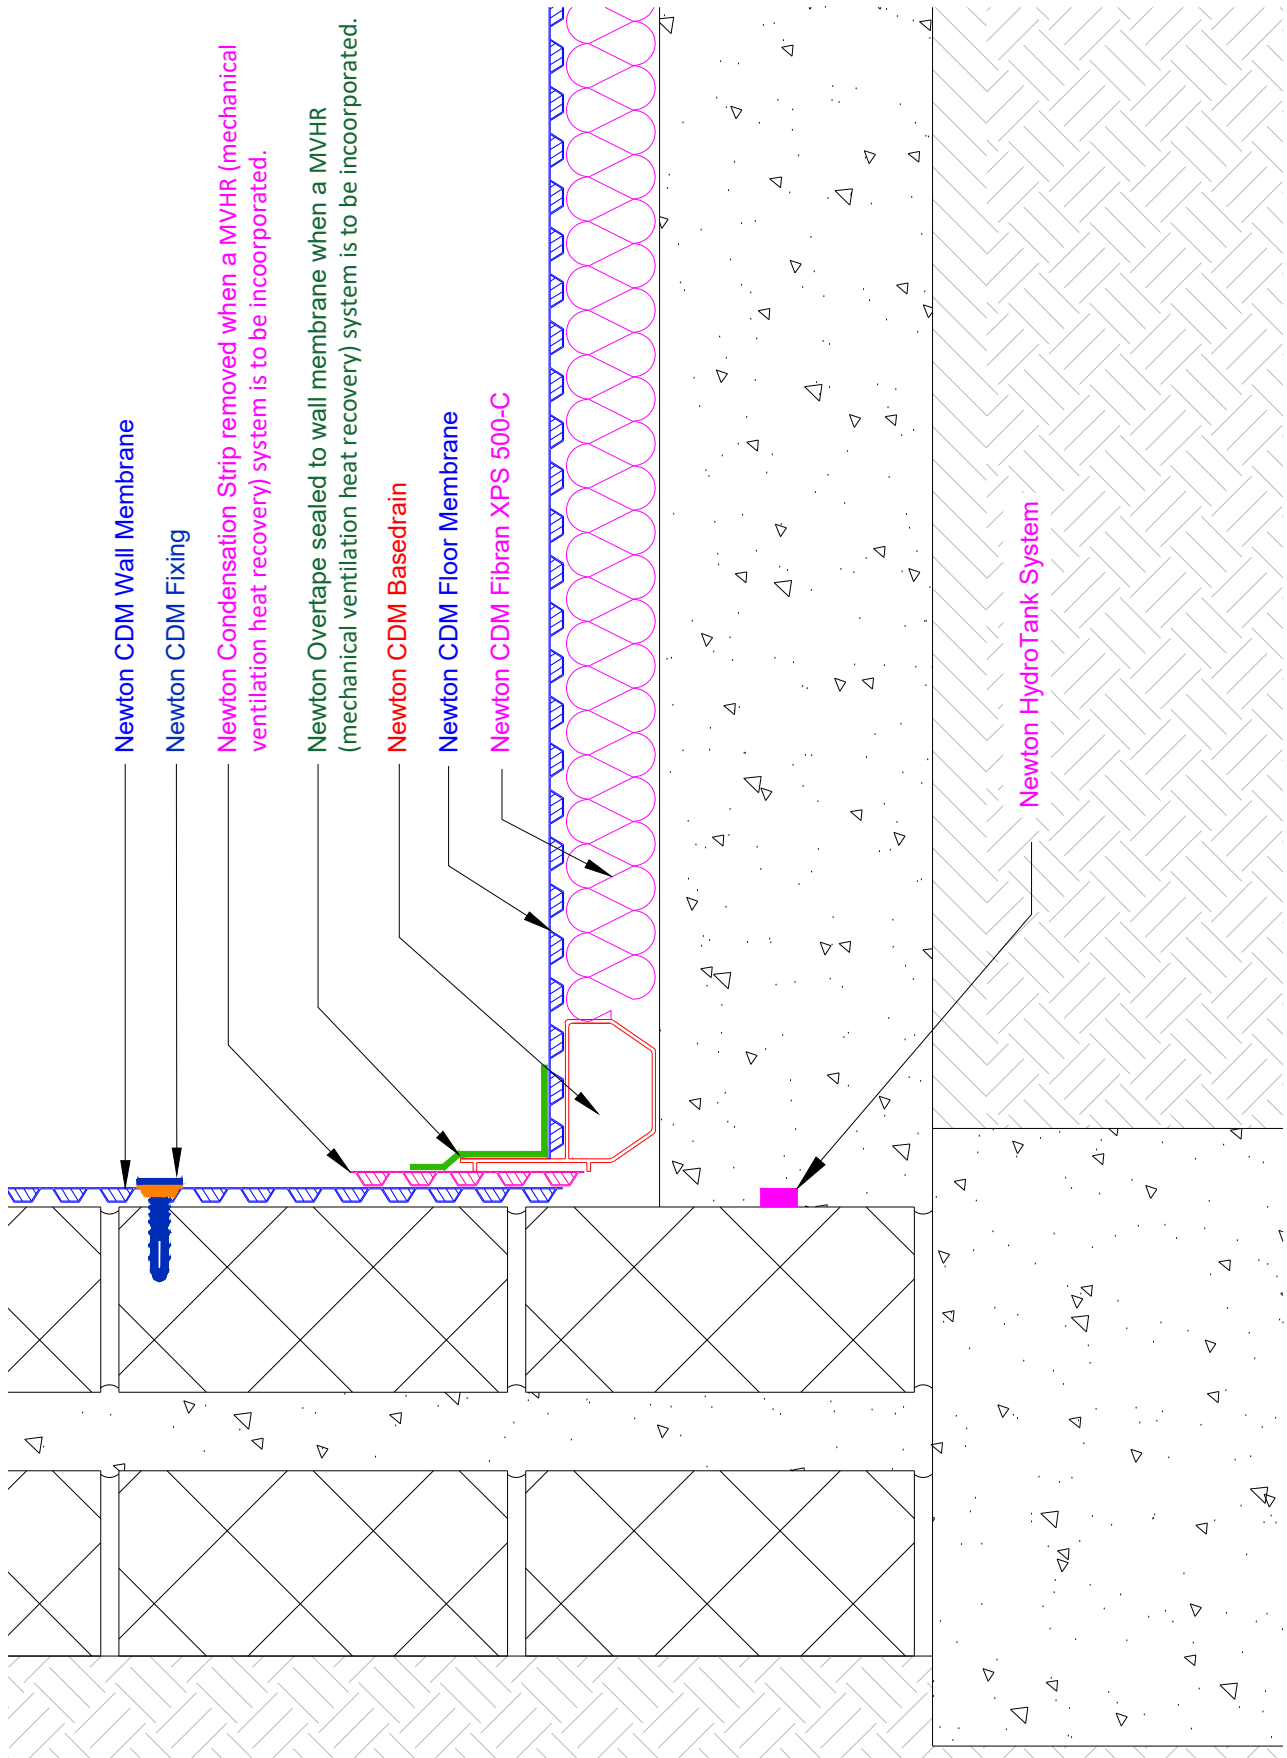 Newton CDM Wall Membrane
Newton CDM Fixing
Newton Condensation Strip removed when a MVHR (mechanical
ventilation heat recovery) system is to be incoorporated.
Newton Overtape sealed to wall membrane when a MVHR
(mechanical ventilation heat recovery) system is to be incoorporated.
Newton CDM Basedrain
Newton CDM Floor Membrane
Newton CDM Fibran XPS 500-C
Newton HydroTank System